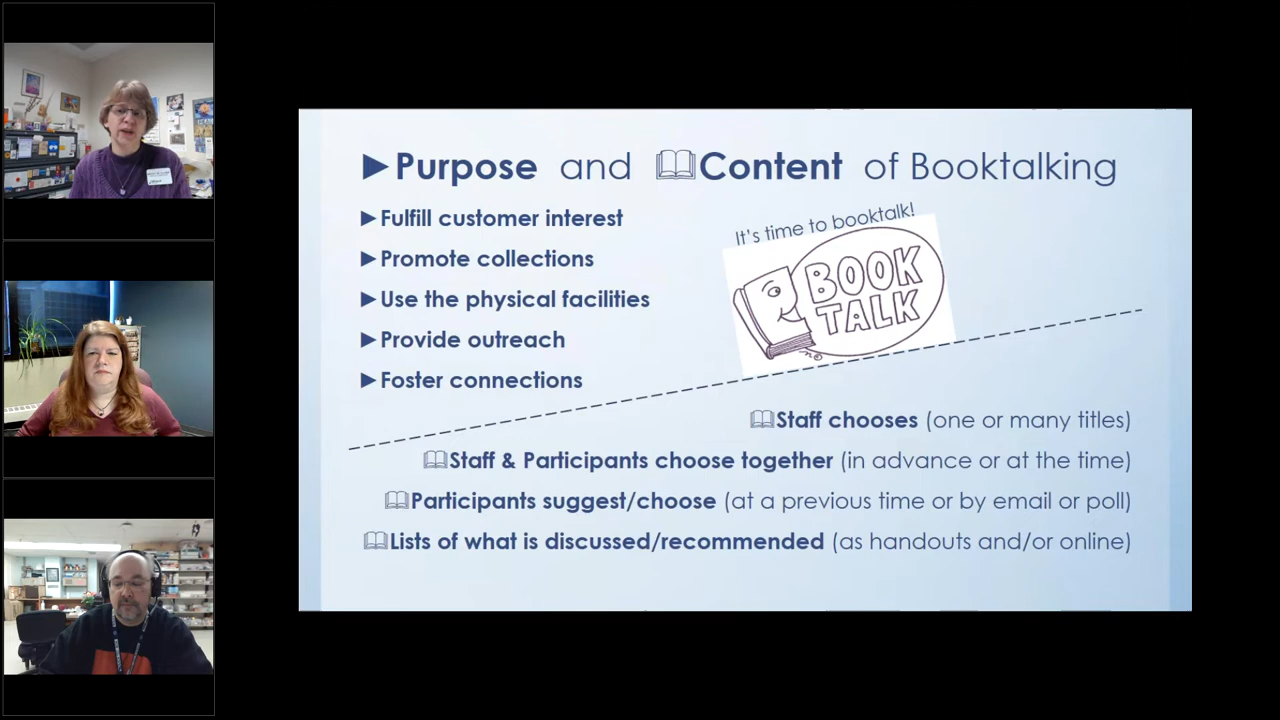 ►Purpose and Content of Booktalking
►Fulfill customer interest
►Promote collections
►Use the physical facilities
►Provide outreach
►Foster connections
It's time to booktalk!
BOOK
TALK
Staff chooses (one or many titles)
Staff & Participants choose together (in advance or at the time)
Participants suggest/choose (at a previous time or by email or poll)
Lists of what is discussed/recommended (as handouts and/or online)